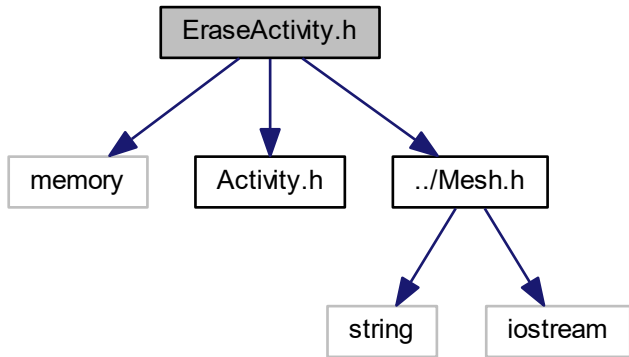 EraseActivity.h
memory
Activity.h
../Mesh.h
string
iostream